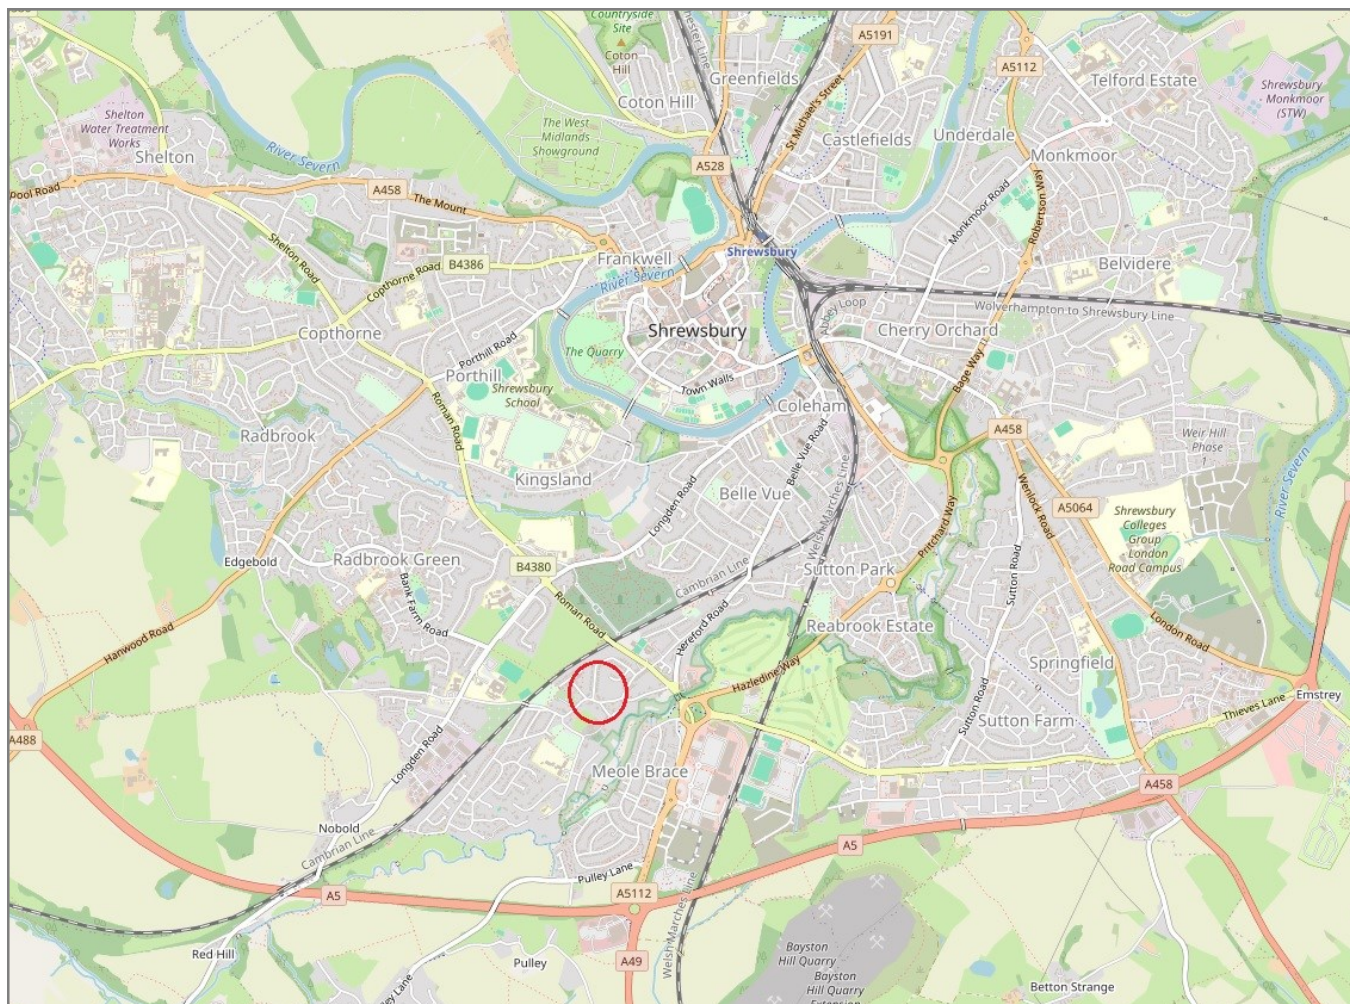 Countryside
Site
Coton
Hill
Greenfields
A5191
A5112
Telford Estate
Shrewsbury
- Monkmoor
(STW)
Coton Hill
Shelton
Water Treatment
Works
Shelton
The West
Midlands
Showground
River Severn
St Michael's Street
Castlefields
Underdale
Monkmoor
A528
pool Road
A458
The Mount
Monkmoor Road
Robertson Way
Shelton Road
Copthorne Road
B4386
Frankwell
River Severn
Shrewsbury
Belvidere
Wolverhampton to Shrewsbury Line
Abbey Loop
Copthorne
Shrewsbury
Cherry Orchard
Porthill Road
The Quarry
Porthill
Shrewsbury
School
Town Walls
Bage Way
Roman Road
Coleham
Radbrook
Belle Vue Road
A458
Weir Hill
Phase
1
River Severn
Kingsland
Longden Road
Belle Vue
Welsh Marches Line
Pritchard Way
Wenlock Road
A5064
Shrewsbury
Colleges
Group
London
Road Campus
Edgebold
Radbrook Green
B4380
Cambrian Line
Sutton Park
Sutton Road
Bank Farm Road
Roman Road
Hereford Road
Reabrook Estate
London Road
Hanwood Road
Hazledine Way
Springfield
Emstrey
Thieves Lane
Sutton Road
Sutton Farm
A488
Longden Road
Meole Brace
A458
Nobold
Cambrian Line
A5
Pulley Lane
A5
A5112
Welsh Marches Line
Red Hill
A49
Pulley
Pulley Lane
Bayston
Hill Quarry
Bayston
Hill Quarry
Extension
Betton Strange